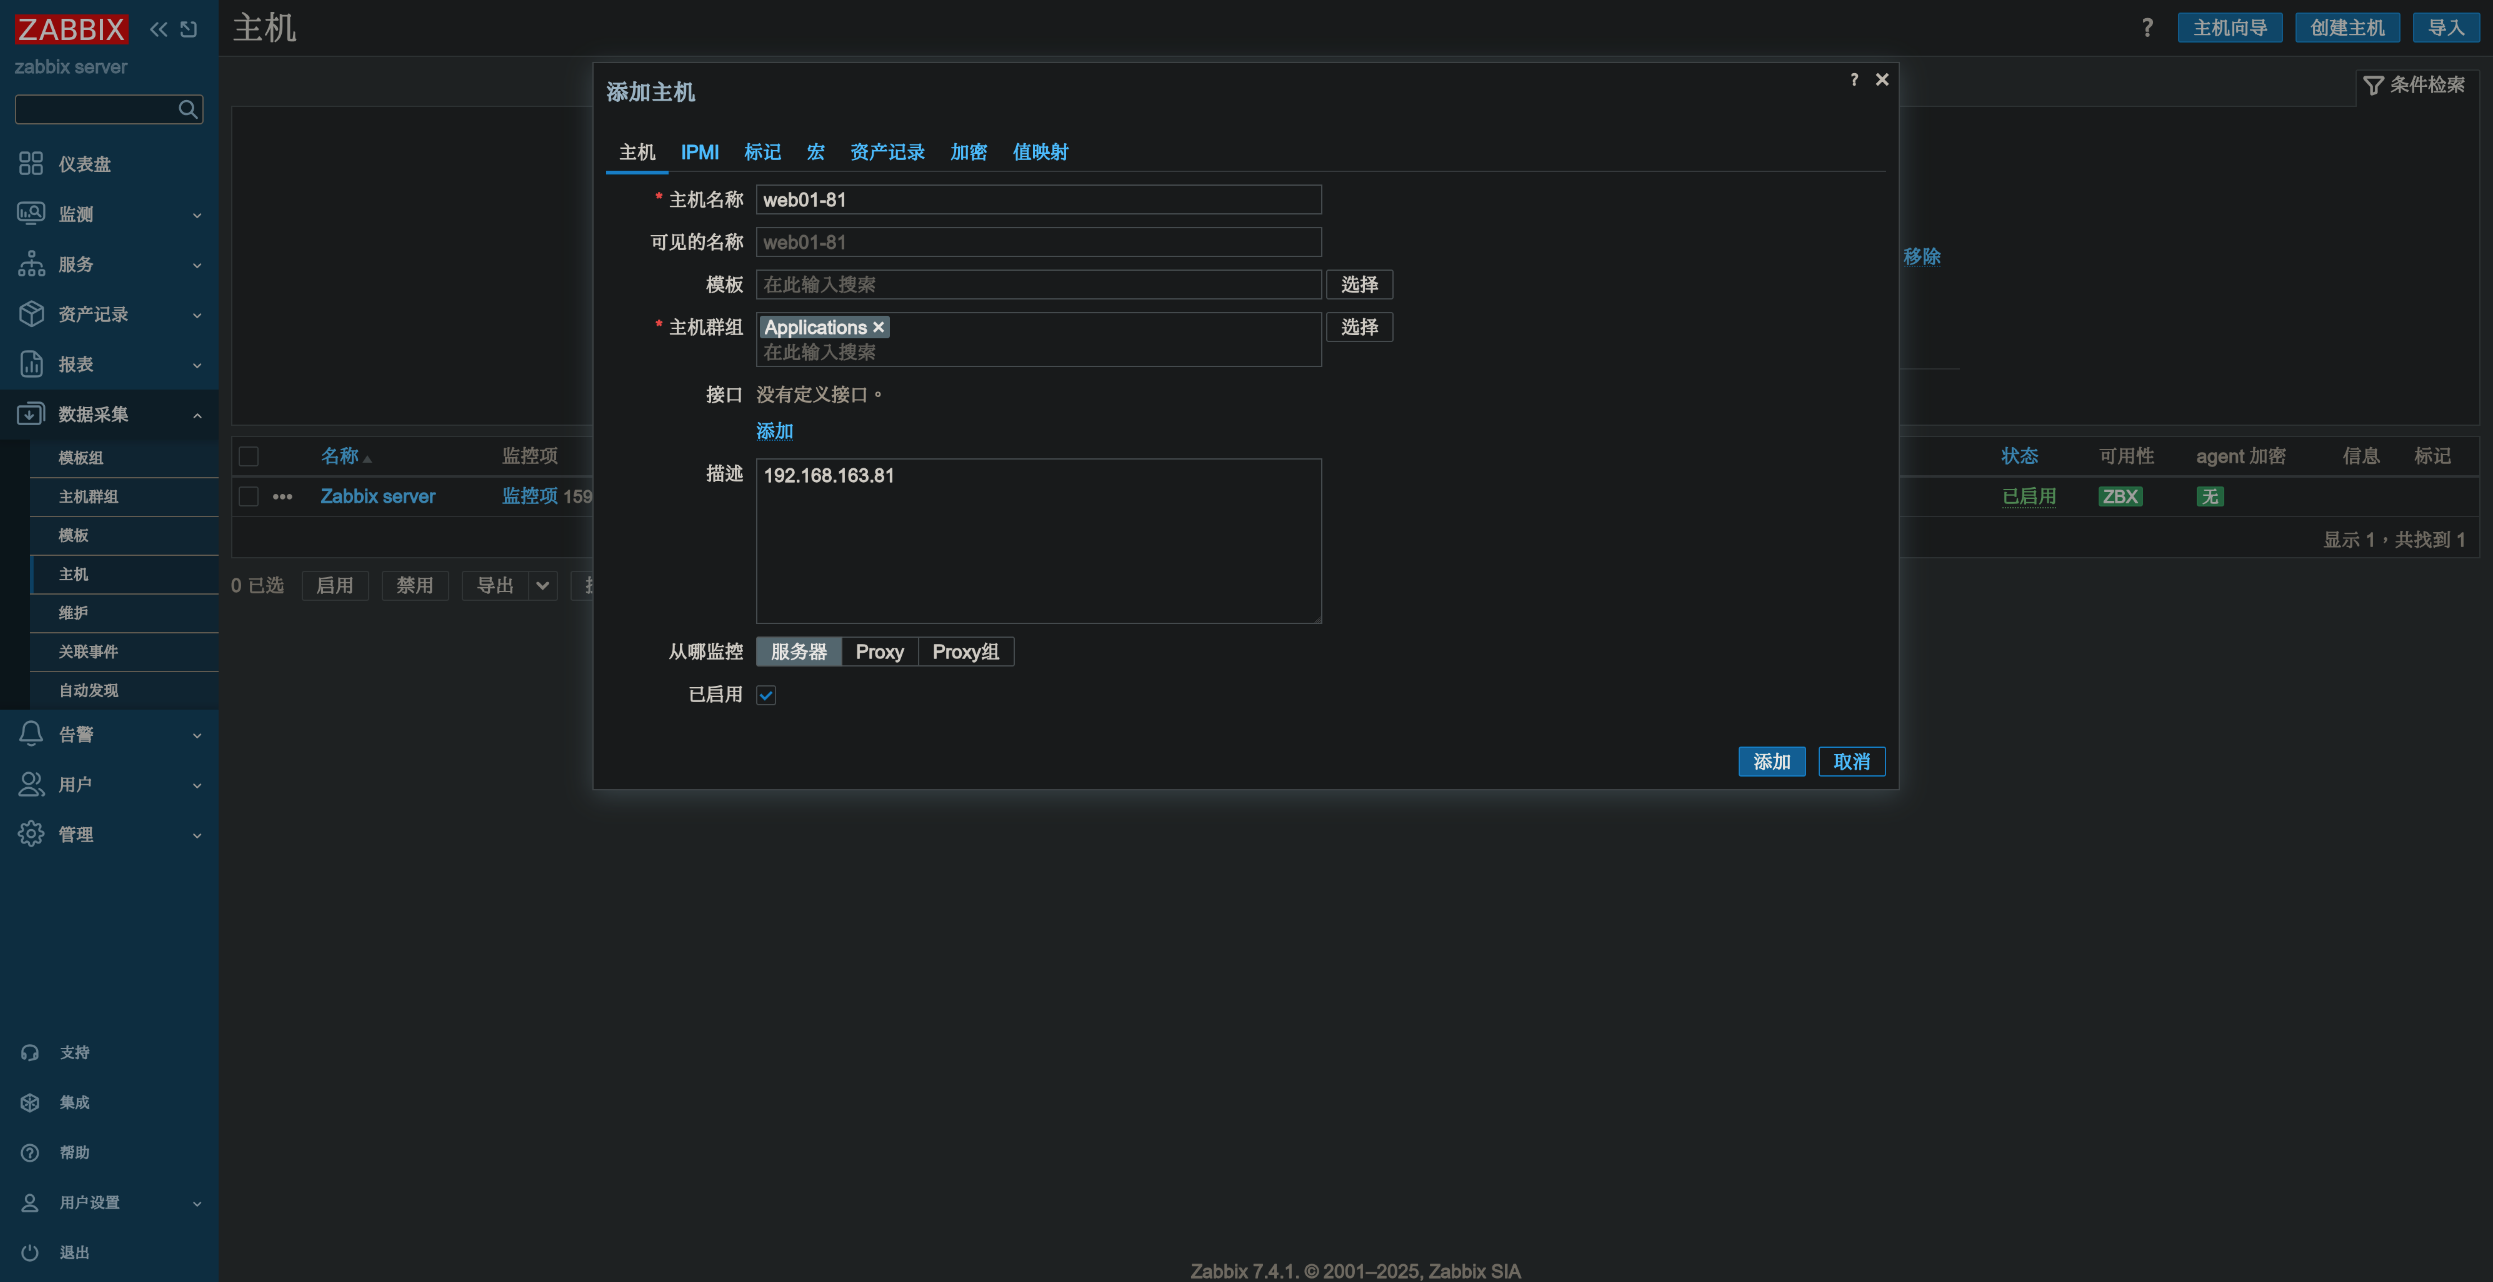 ZABBIX
zabbix server
仪表盘
监测
服务
资产记录
报表
数据采集
模板组
主机群组
模板
主机
维护
关联事件
自动发现
告警
用户
管理
支持
集成
帮助
用户设置
退出
主机
?
主机向导
创建主机
导入
条件检索
移除
名称
监控项
状态
可用性
agent 加密
信息
标记
Zabbix server
监控项 159
已启用
ZBX
无
显示 1，共找到 1
0 已选
启用
禁用
导出
添加主机
?
主机
IPMI
标记
宏
资产记录
加密
值映射
* 主机名称
web01-81
可见的名称
web01-81
模板
在此输入搜索
选择
* 主机群组
Applications
在此输入搜索
选择
接口
没有定义接口。
添加
描述
192.168.163.81
从哪监控
服务器
Proxy
Proxy组
已启用
添加
取消
Zabbix 7.4.1. © 2001–2025, Zabbix SIA